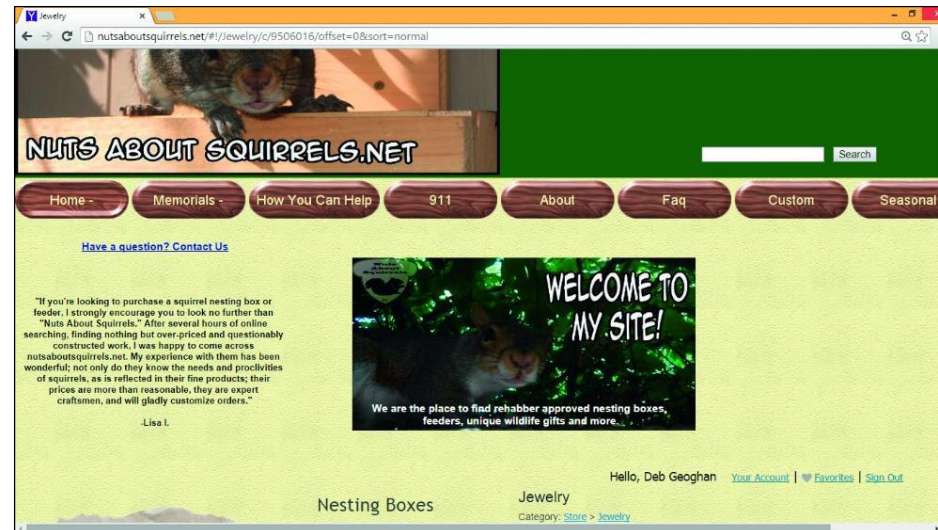 Jewelry
nutsaboutsquirrels.net/#!/Jewelry/c/9506016/offset=0&sort=normal
NUTS ABOUT SQUIRRELS.NET
Search
Home - Memorials - How You Can Help 911 About Faq Custom Seasonal
Have a question? Contact Us
"If you're looking to purchase a squirrel nesting box or
feeder, I strongly encourage you to look no further than
"Nuts About Squirrels." After several hours of online
searching, finding nothing but over-priced and questionably
constructed work, I was happy to come across
nutsaboutsquirrels.net. My experience with them has been
wonderful; not only do they know the needs and proclivities
of squirrels, as is reflected in their fine products; their
prices are more than reasonable, they are expert
craftsmen, and will gladly customize orders."
-Lisa I.
Nuts
About
Squirrels
WELCOME TO
MY SITE!
We are the place to find rehabber approved nesting boxes,
feeders, unique wildlife gifts and more.
Hello, Deb Geoghan Your Account | Favorites | Sign Out
Nesting Boxes
Jewelry
Category: Store > Jewelry